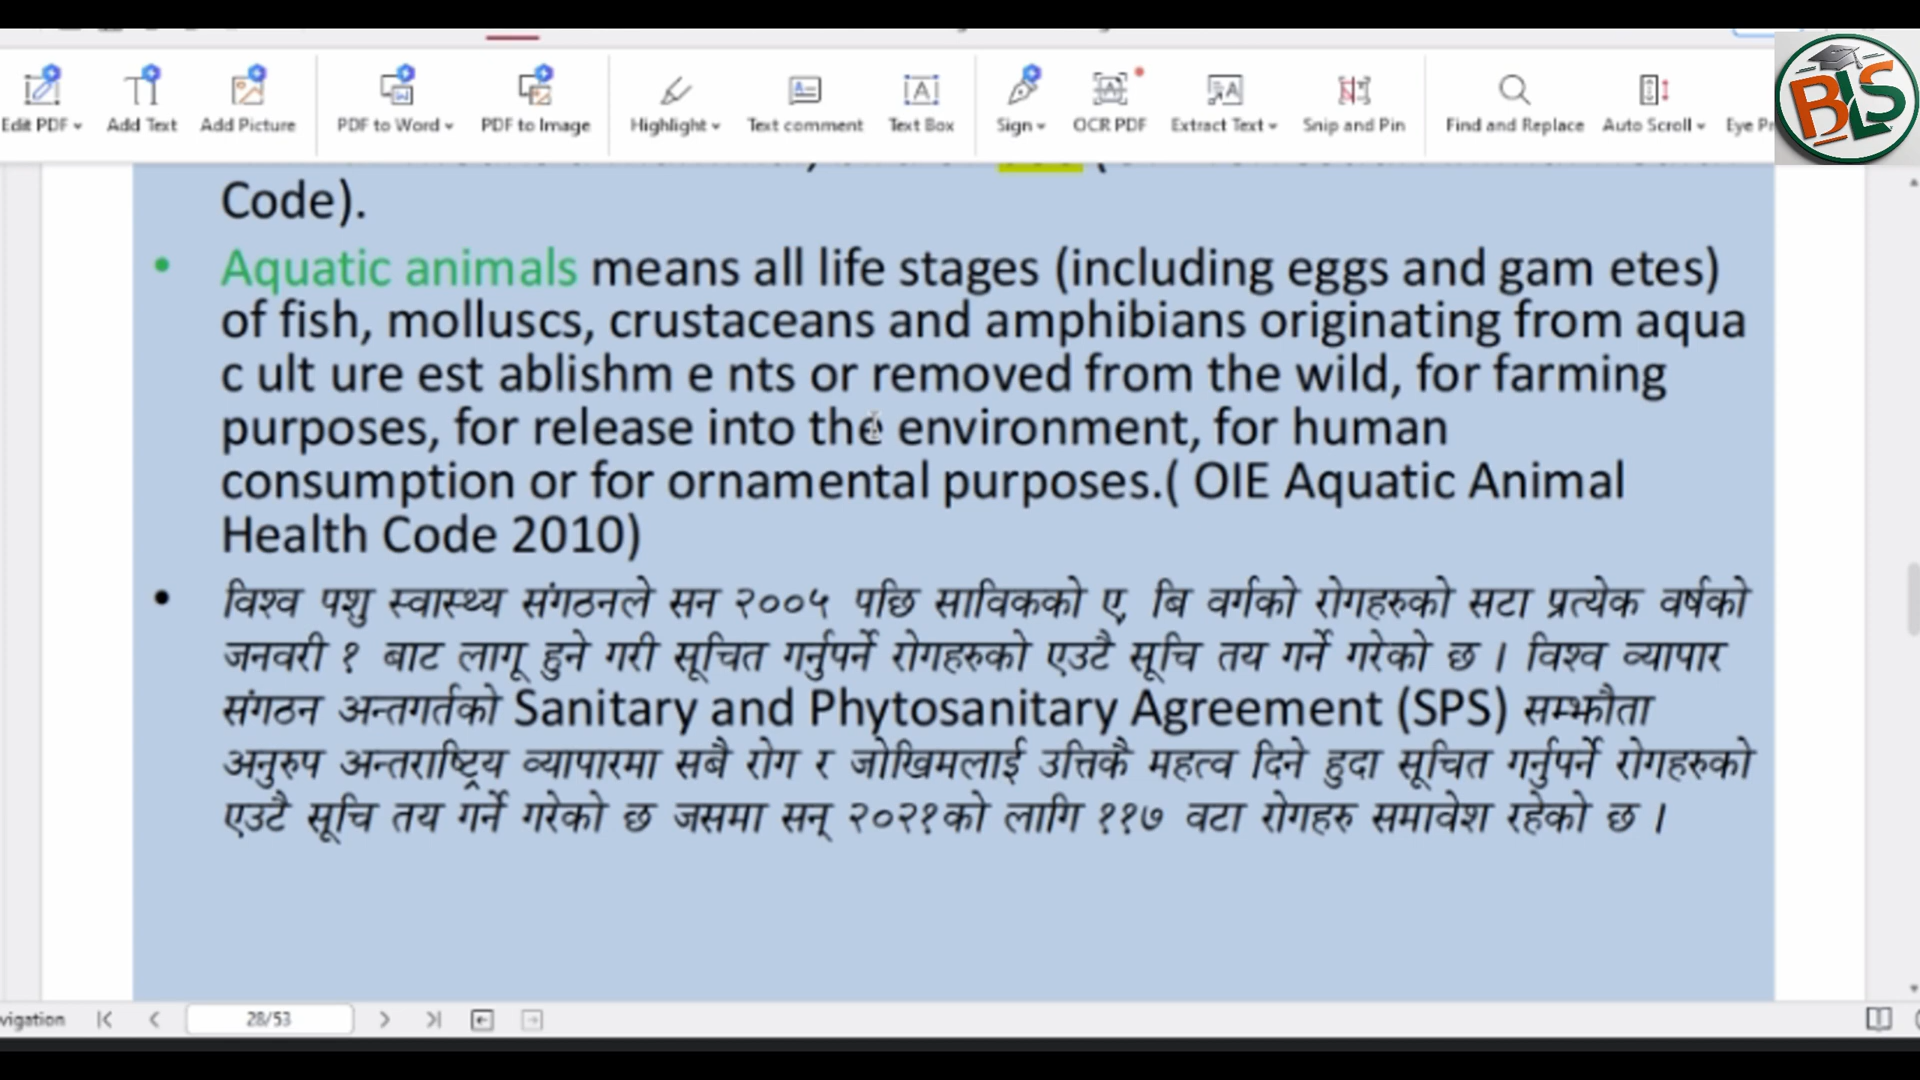 Edit PDF Add Text Add Picture PDF to Word PDF to Image Highlight Text comment Text Box Sign OCR PDF Extract Text Snip and Pin Find and Replace Auto Scroll Eye
BLS
Code).
• Aquatic animals means all life stages (including eggs and gam etes)
of fish, molluscs, crustaceans and amphibians originating from aqua
c ult ure est ablishm e nts or removed from the wild, for farming
purposes, for release into the environment, for human
consumption or for ornamental purposes.( OIE Aquatic Animal
Health Code 2010)
• विश्व पशु स्वास्थ्य संगठनले सन २००५ पछि साविकको ए, बि वर्गको रोगहरुको सटा प्रत्येक वर्षको
जनवरी १ बाट लागू हुने गरी सूचित गर्नुपर्ने रोगहरुको एउटै सूचि तय गर्ने गरेको छ । विश्व व्यापार
संगठन अन्तगर्तको Sanitary and Phytosanitary Agreement (SPS) सम्झौता
अनुरुप अन्तराष्ट्रिय व्यापारमा सबै रोग र जोखिमलाई उत्तिकै महत्व दिने हुदा सूचित गर्नुपर्ने रोगहरुको
एउटै सूचि तय गर्ने गरेको छ जसमा सन् २०२१को लागि ११७ वटा रोगहरु समावेश रहेको छ ।
vigation 28/53